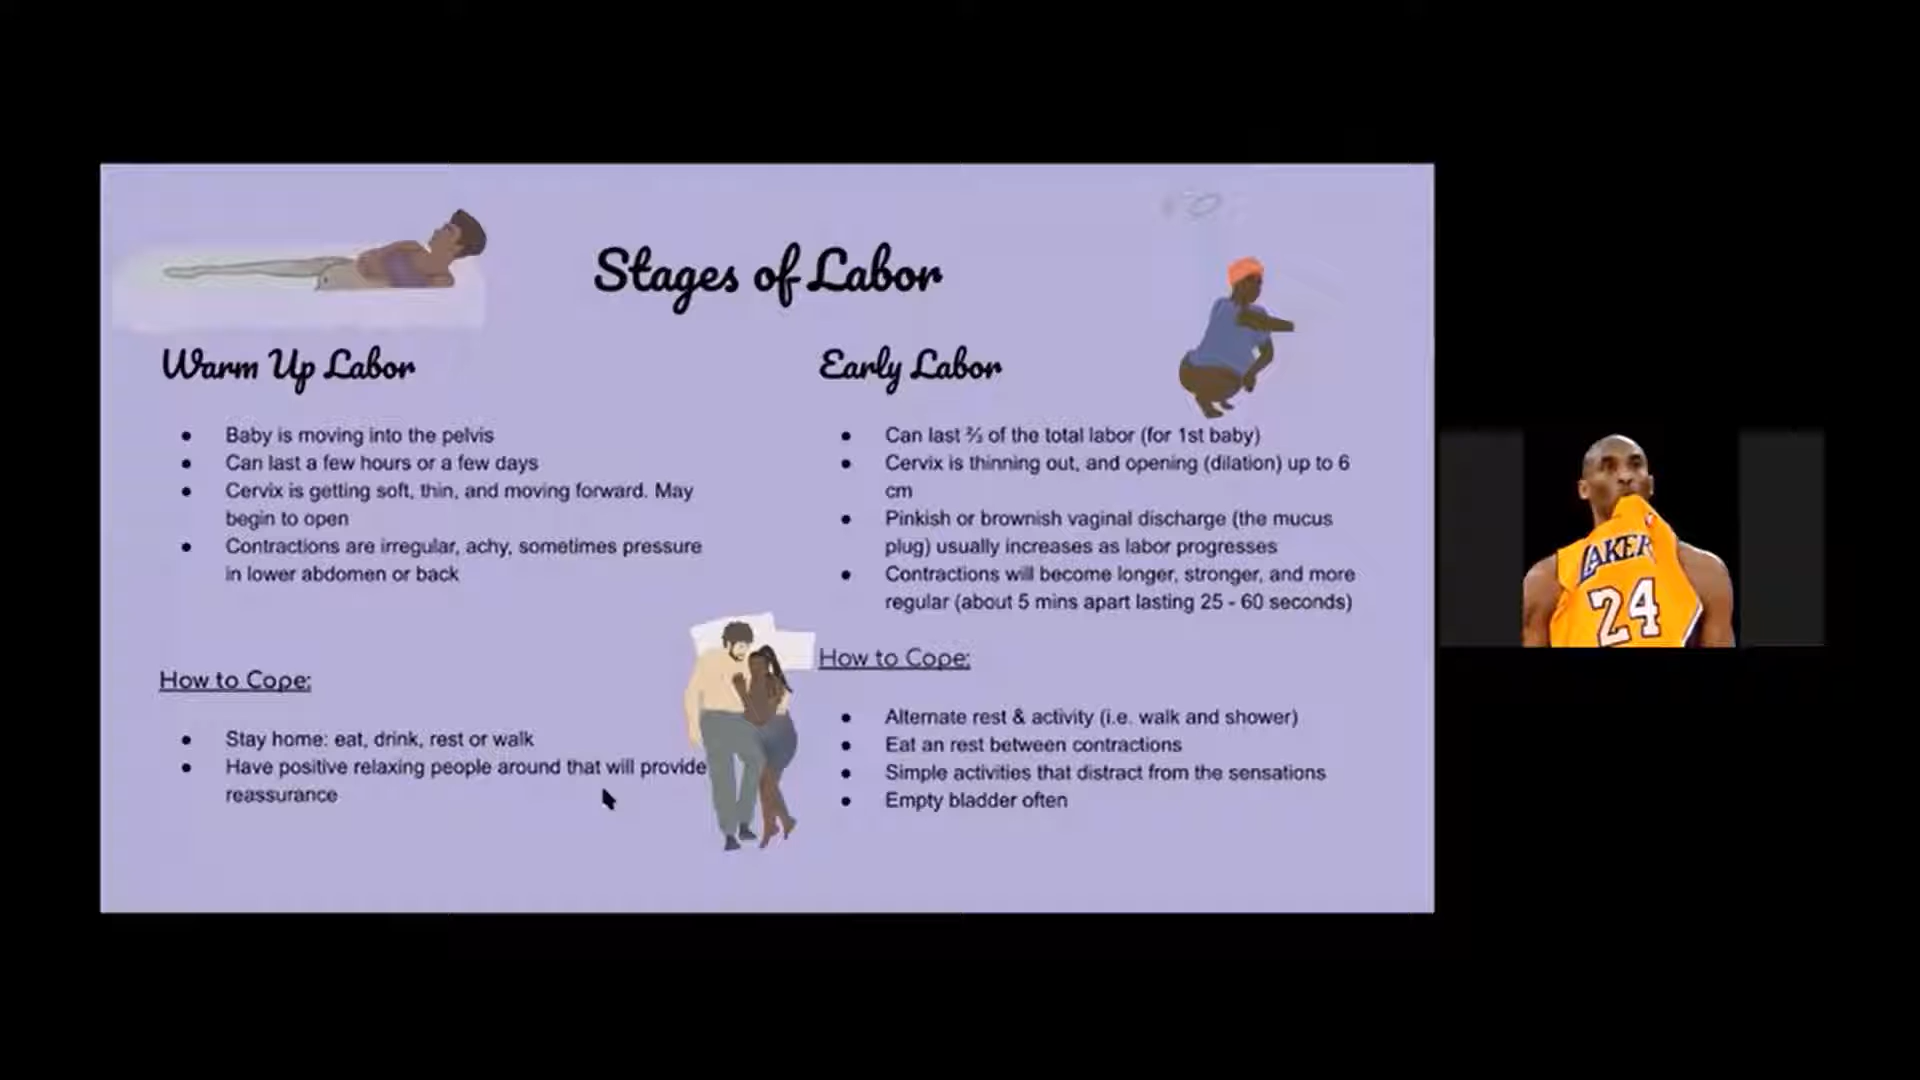 Stages of Labor
Warm Up Labor
Baby is moving into the pelvis
Can last a few hours or a few days
Cervix is getting soft, thin, and moving forward. May
begin to open
Contractions are irregular, achy, sometimes pressure
in lower abdomen or back
How to Cope:
Stay home: eat, drink, rest or walk
Have positive relaxing people around that will provide
reassurance
Early Labor
Can last ⅔ of the total labor (for 1st baby)
Cervix is thinning out, and opening (dilation) up to 6
cm
Pinkish or brownish vaginal discharge (the mucus
plug) usually increases as labor progresses
Contractions will become longer, stronger, and more
regular (about 5 mins apart lasting 25 - 60 seconds)
How to Cope:
Alternate rest & activity (i.e. walk and shower)
Eat an rest between contractions
Simple activities that distract from the sensations
Empty bladder often
LAKER
24